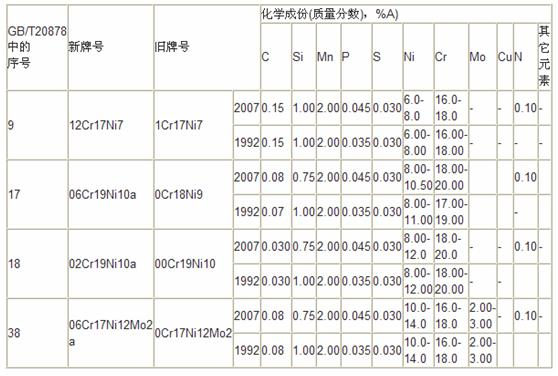 GB/T20878
中的
序号
新牌号
旧牌号
化学成份(质量分数)，%A)
C Si Mn P S Ni Cr Mo Cu N 其它元素
9 12Cr17Ni7 1Cr17Ni7
2007 0.15 1.00 2.00 0.045 0.030 6.0-8.0 16.0-18.0 - - 0.10 -
1992 0.15 1.00 2.00 0.035 0.030 6.00-8.00 16.00-18.00 - - - -
17 06Cr19Ni10a 0Cr18Ni9
2007 0.08 0.75 2.00 0.045 0.030 8.00-10.50 18.00-20.00 0.10
1992 0.07 1.00 2.00 0.035 0.030 8.00-11.00 17.00-19.00 -
18 02Cr19Ni10a 00Cr19Ni10
2007 0.030 0.75 2.00 0.045 0.030 8.00-12.0 18.0-20.0 - - 0.10 -
1992 0.030 1.00 2.00 0.035 0.030 8.00-12.00 18.00-20.00 - - -
38 06Cr17Ni12Mo2a 0Cr17Ni12Mo2
2007 0.08 0.75 2.00 0.045 0.030 10.0-14.0 16.0-18.0 2.00-3.00 - 0.10 -
1992 0.08 1.00 2.00 0.035 0.030 10.0-14.0 16.0-18.0 2.00-3.00 -